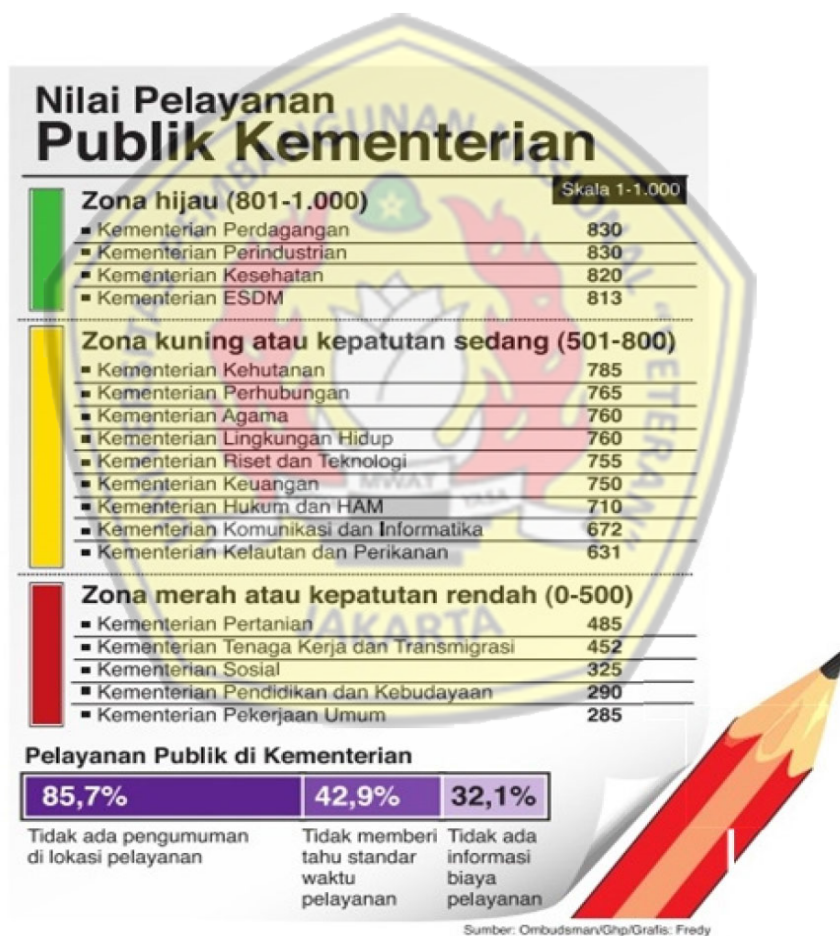 Nilai Pelayanan
Publik Kementerian
Skala 1-1.000
Zona hijau (801-1.000)
Kementerian Perdagangan 830
Kementerian Perindustrian 830
Kementerian Kesehatan 820
Kementerian ESDM 813
Zona kuning atau kepatutan sedang (501-800)
Kementerian Kehutanan 785
Kementerian Perhubungan 765
Kementerian Agama 760
Kementerian Lingkungan Hidup 760
Kementerian Riset dan Teknologi 755
Kementerian Keuangan 750
Kementerian Hukum dan HAM 710
Kementerian Komunikasi dan Informatika 672
Kementerian Kelautan dan Perikanan 631
Zona merah atau kepatutan rendah (0-500)
Kementerian Pertanian 485
Kementerian Tenaga Kerja dan Transmigrasi 452
Kementerian Sosial 325
Kementerian Pendidikan dan Kebudayaan 290
Kementerian Pekerjaan Umum 285
Pelayanan Publik di Kementerian
85,7% 42,9% 32,1%
Tidak ada pengumuman
di lokasi pelayanan
Tidak memberi
tahu standar
waktu
pelayanan
Tidak ada
informasi
biaya
pelayanan
Sumber: Ombudsman/Ghp/Grafis: Fredy
PEMBANGUNAN NASIONAL "VETERAN"
JAKARTA